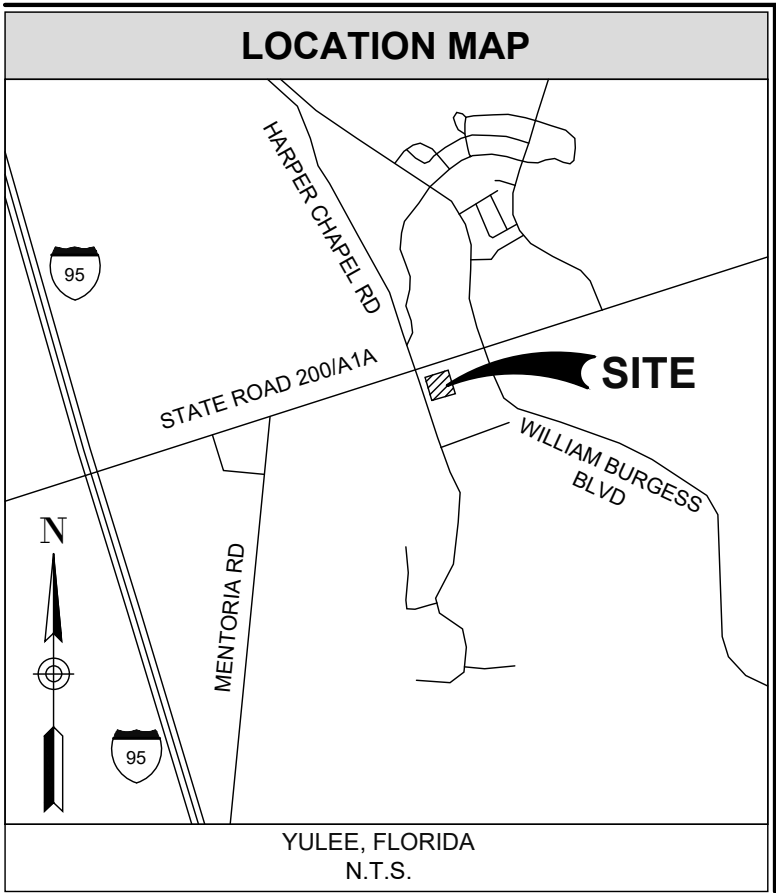 LOCATION MAP
HARPER CHAPEL RD
95
STATE ROAD 200/A1A
SITE
WILLIAM BURGESS
BLVD
N
MENTORIA RD
95
YULEE, FLORIDA
N.T.S.